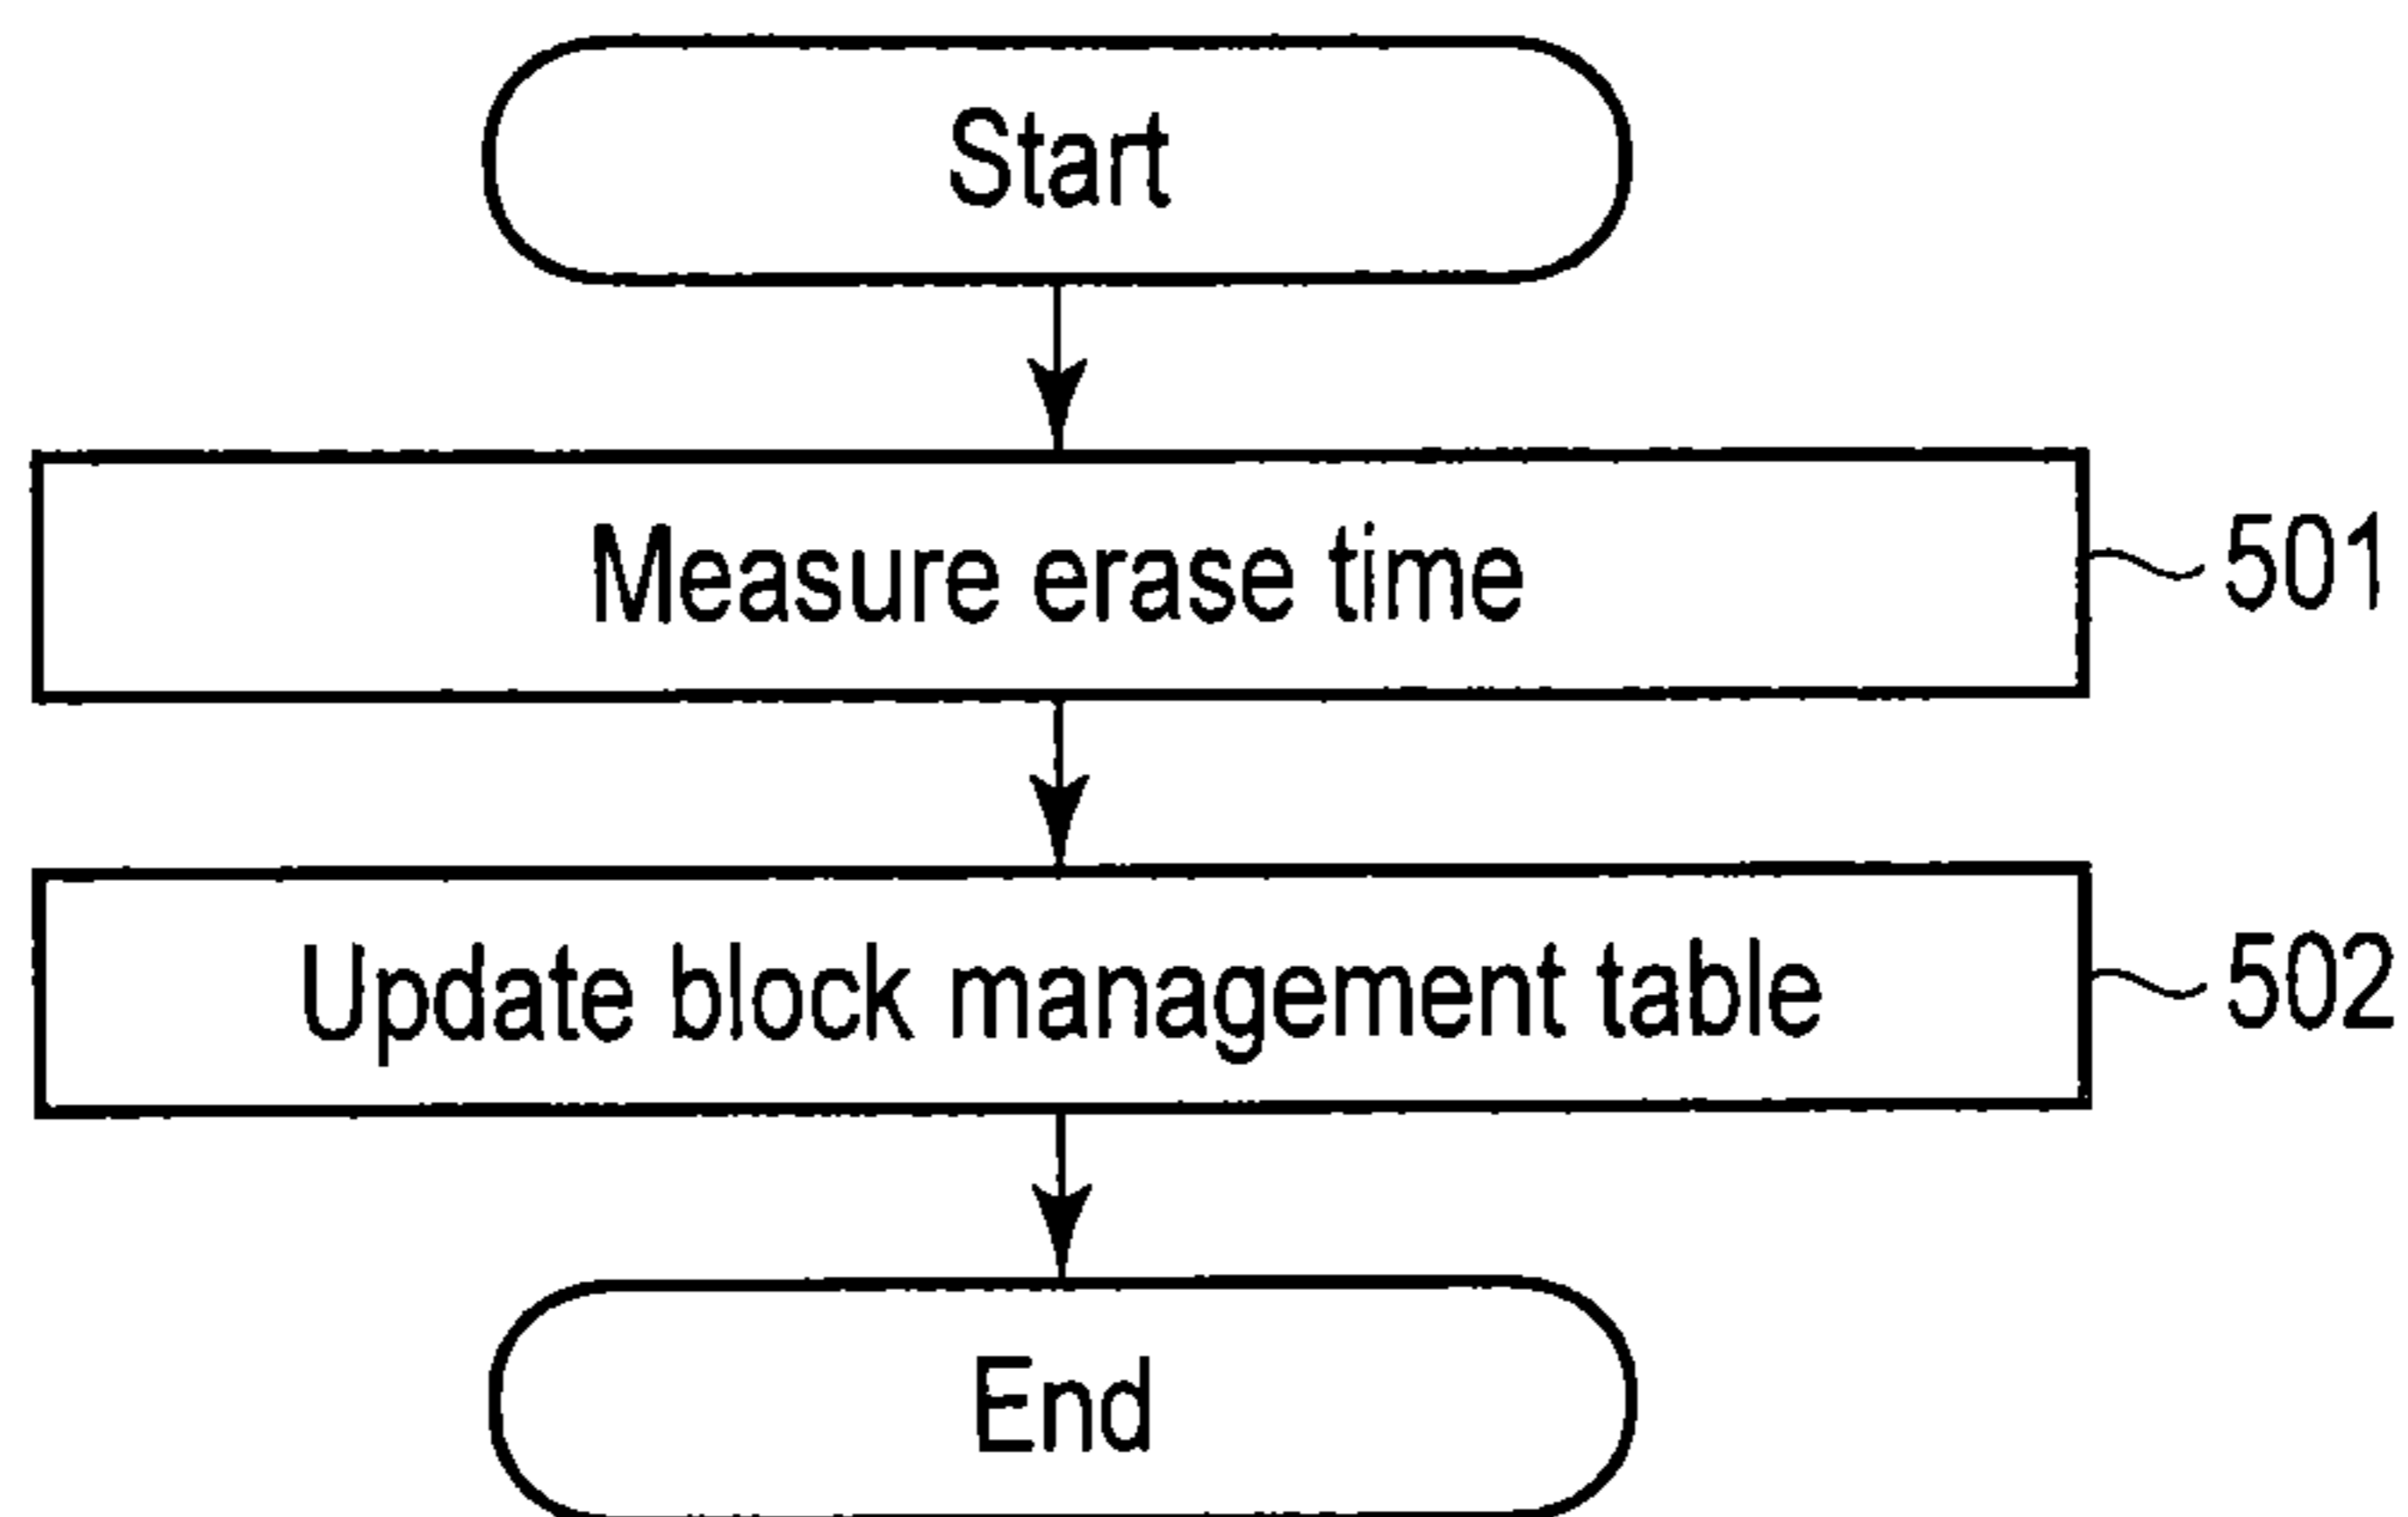 Start
Measure erase time
501
Update block management table
502
End